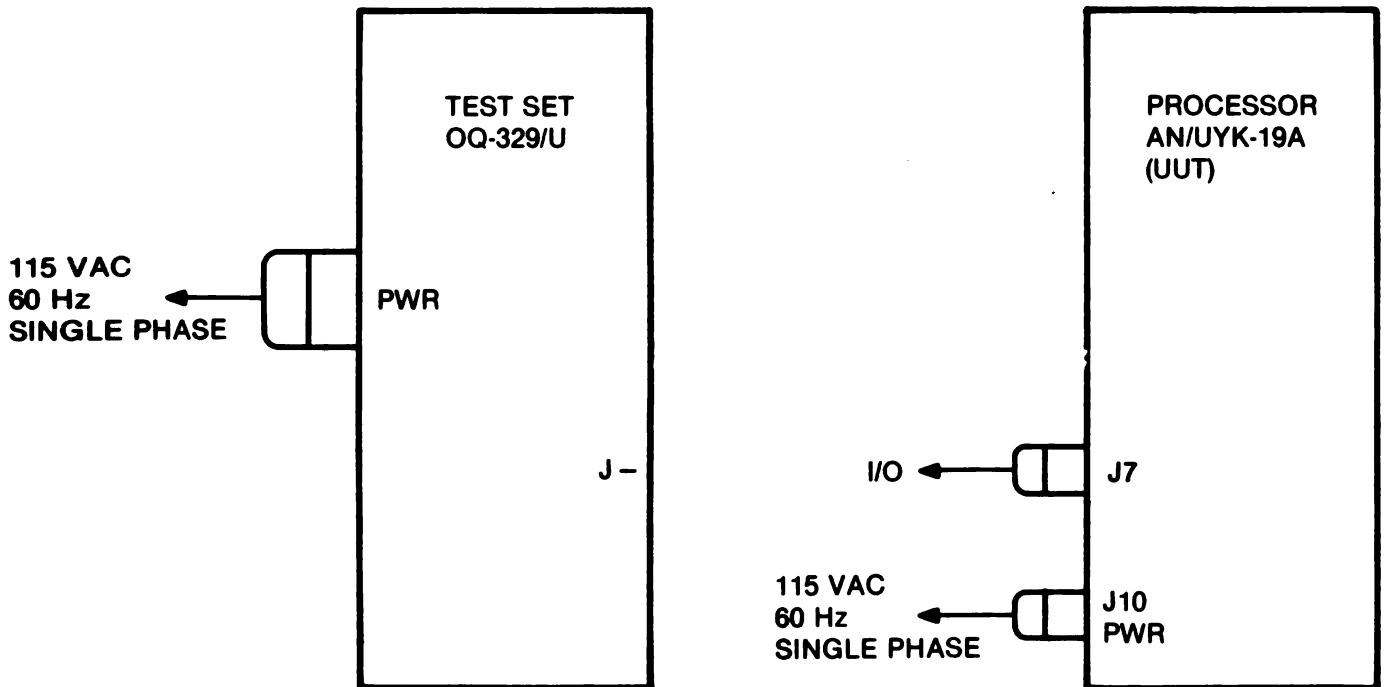 TEST SET
OQ-329/U
115 VAC
60 Hz
SINGLE PHASE
PWR
J –
PROCESSOR
AN/UYK-19A
(UUT)
I/O
J7
115 VAC
60 Hz
SINGLE PHASE
J10
PWR